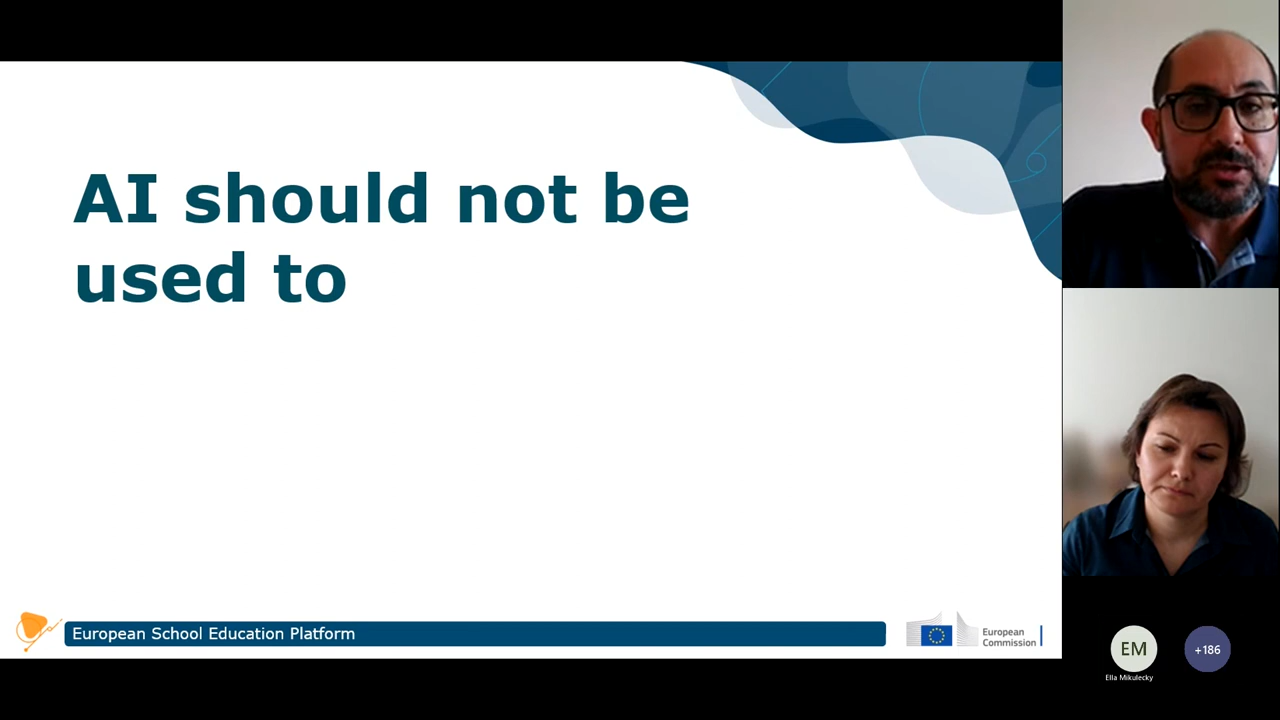 AI should not be
used to
European School Education Platform
European
Commission
EM
+186
Ella Mikulecky